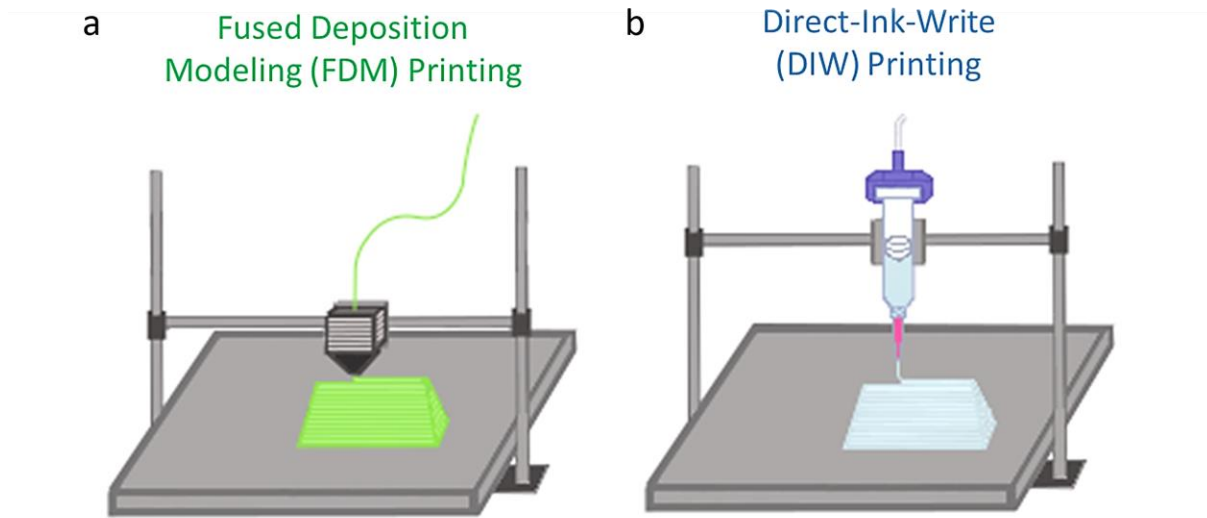 a
Fused Deposition
Modeling (FDM) Printing
b
Direct-Ink-Write
(DIW) Printing